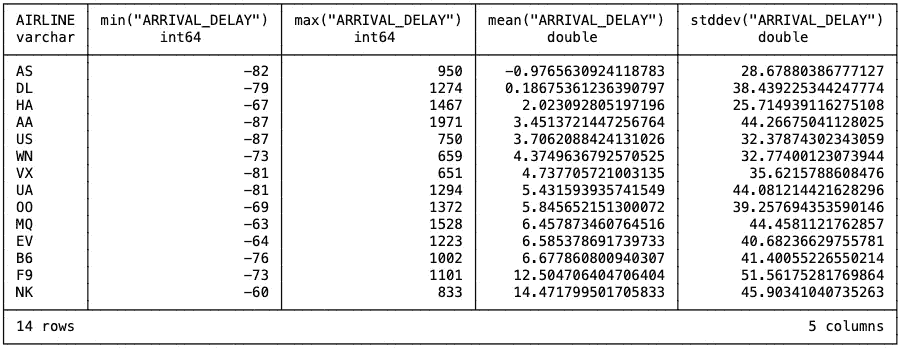 AIRLINE min("ARRIVAL_DELAY") max("ARRIVAL_DELAY") mean("ARRIVAL_DELAY") stddev("ARRIVAL_DELAY")
varchar int64 int64 double double
AS -82 950 -0.9765630924118783 28.67880386777127
DL -79 1274 0.18675361236390797 38.439225344247774
HA -67 1467 2.023092805197196 25.714939116275108
AA -87 1971 3.4513721447256764 44.26675041128025
US -87 750 3.7062088424131026 32.37874302343059
WN -73 659 4.3749636792570525 32.77400123073944
VX -81 651 4.737705721003135 35.6215788608476
UA -81 1294 5.431593935741549 44.081214421628296
OO -69 1372 5.845652151300072 39.257694353590146
MQ -63 1528 6.457873460764516 44.4581121762857
EV -64 1223 6.585378691739733 40.68236629755781
B6 -76 1002 6.677860800940307 41.40055226550214
F9 -73 1101 12.504706404706404 51.56175281769864
NK -60 833 14.471799501705833 45.90341040735263
14 rows 5 columns